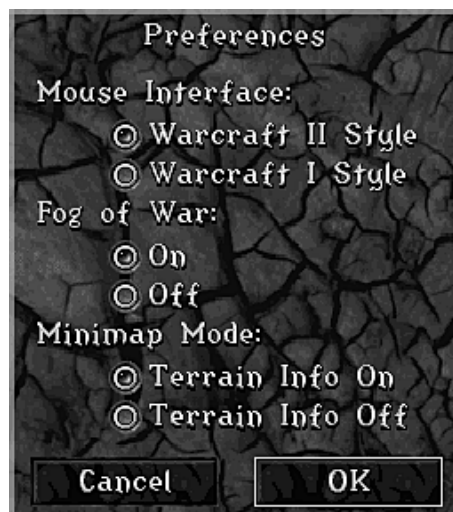 Preferences
Mouse Interface:
Warcraft II Style
Warcraft I Style
Fog of War:
On
Off
Minimap Mode:
Terrain Info On
Terrain Info Off
Cancel OK